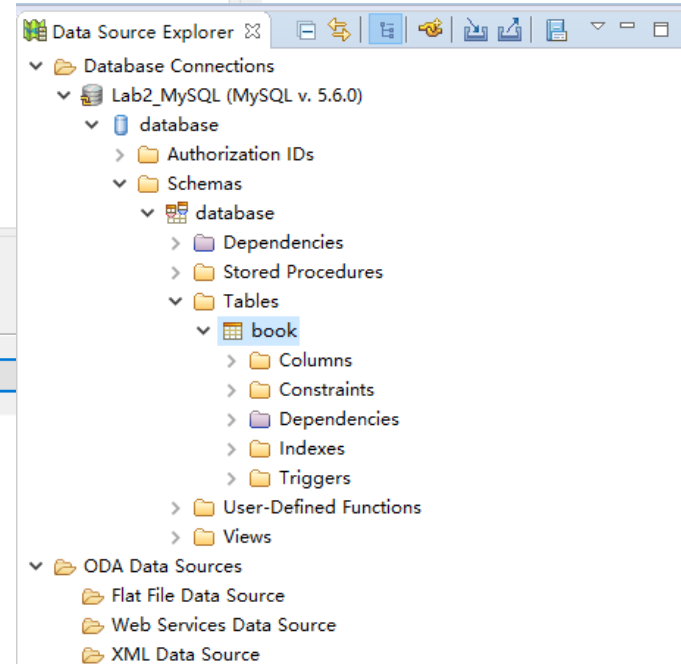 Data Source Explorer
Database Connections
Lab2_MySQL (MySQL v. 5.6.0)
database
Authorization IDs
Schemas
database
Dependencies
Stored Procedures
Tables
book
Columns
Constraints
Dependencies
Indexes
Triggers
User-Defined Functions
Views
ODA Data Sources
Flat File Data Source
Web Services Data Source
XML Data Source